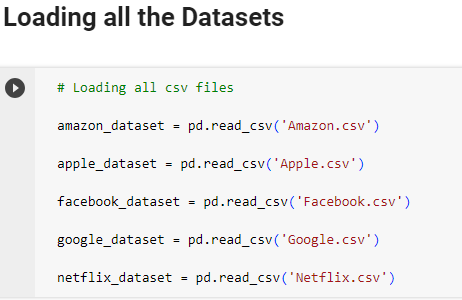 Loading all the Datasets
# Loading all csv files
amazon_dataset = pd.read_csv('Amazon.csv')
apple_dataset = pd.read_csv('Apple.csv')
facebook_dataset = pd.read_csv('Facebook.csv')
google_dataset = pd.read_csv('Google.csv')
netflix_dataset = pd.read_csv('Netflix.csv')